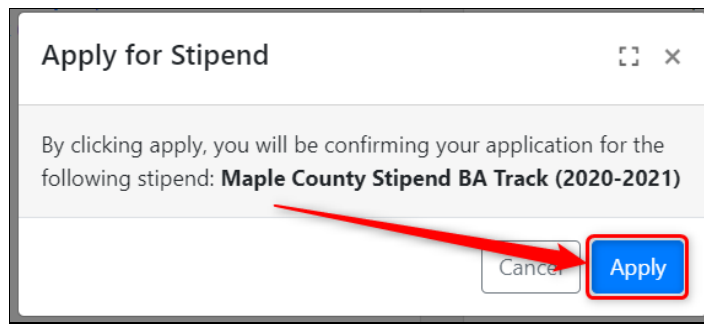 Apply for Stipend
By clicking apply, you will be confirming your application for the
following stipend: Maple County Stipend BA Track (2020-2021)
Cancel Apply